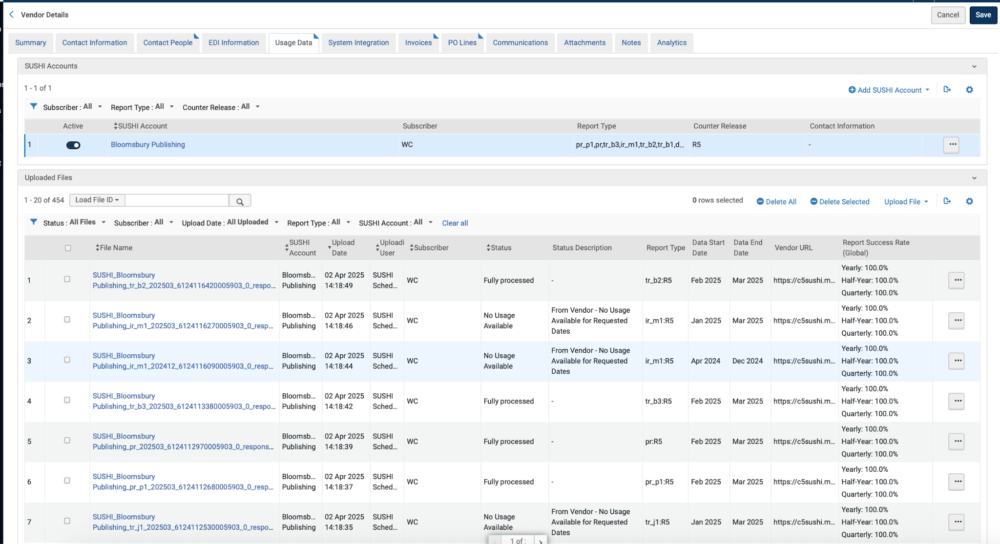 Vendor Details
Cancel
Save
Summary
Contact Information
Contact People
EDI Information
Usage Data
System Integration
Invoices
PO Lines
Communications
Attachments
Notes
Analytics
SUSHI Accounts
1 - 1 of 1
Add SUSHI Account
Subscriber : All
Report Type : All
Counter Release : All
Active
SUSHI Account
Subscriber
Report Type
Counter Release
Contact Information
1
Bloomsbury Publishing
WC
pr_p1,pr,tr_b3,ir_m1,tr_b2,tr_b1,d...
R5
-
Uploaded Files
1 - 20 of 454
Load File ID
0 rows selected
Delete All
Delete Selected
Upload File
Status : All Files
Subscriber : All
Upload Date : All Uploaded
Report Type : All
SUSHI Account : All
Clear all
File Name
SUSHI
Account
Upload
Date
Uploadi
User
Subscriber
Status
Status Description
Report Type
Data Start
Date
Data End
Date
Vendor URL
Report Success Rate
(Global)
1
SUSHI_Bloomsbury
Publishing_tr_b2_202503_6124116420005903_0_respo...
Bloomsb...
Publishing
02 Apr 2025
14:18:49
SUSHI
Sched...
WC
Fully processed
-
tr_b2:R5
Feb 2025
Mar 2025
https://c5sushi.m...
Yearly: 100.0%
Half-Year: 100.0%
Quarterly: 100.0%
2
SUSHI_Bloomsbury
Publishing_ir_m1_202503_6124116270005903_0_resp...
Bloomsb...
Publishing
02 Apr 2025
14:18:46
SUSHI
Sched...
WC
No Usage
Available
From Vendor - No Usage
Available for Requested
Dates
ir_m1:R5
Jan 2025
Mar 2025
https://c5sushi.m...
Yearly: 100.0%
Half-Year: 100.0%
Quarterly: 100.0%
3
SUSHI_Bloomsbury
Publishing_ir_m1_202412_6124116090005903_0_resp...
Bloomsb...
Publishing
02 Apr 2025
14:18:44
SUSHI
Sched...
WC
No Usage
Available
From Vendor - No Usage
Available for Requested
Dates
ir_m1:R5
Apr 2024
Dec 2024
https://c5sushi.m...
Yearly: 100.0%
Half-Year: 100.0%
Quarterly: 100.0%
4
SUSHI_Bloomsbury
Publishing_tr_b3_202503_6124113380005903_0_respo...
Bloomsb...
Publishing
02 Apr 2025
14:18:42
SUSHI
Sched...
WC
Fully processed
-
tr_b3:R5
Feb 2025
Mar 2025
https://c5sushi.m...
Yearly: 100.0%
Half-Year: 100.0%
Quarterly: 100.0%
5
SUSHI_Bloomsbury
Publishing_pr_202503_6124112970005903_0_respons...
Bloomsb...
Publishing
02 Apr 2025
14:18:39
SUSHI
Sched...
WC
Fully processed
-
pr:R5
Feb 2025
Mar 2025
https://c5sushi.m...
Yearly: 100.0%
Half-Year: 100.0%
Quarterly: 100.0%
6
SUSHI_Bloomsbury
Publishing_pr_p1_202503_6124112680005903_0_resp...
Bloomsb...
Publishing
02 Apr 2025
14:18:37
SUSHI
Sched...
WC
Fully processed
-
pr_p1:R5
Feb 2025
Mar 2025
https://c5sushi.m...
Yearly: 100.0%
Half-Year: 100.0%
Quarterly: 100.0%
7
SUSHI_Bloomsbury
Publishing_tr_j1_202503_6124112530005903_0_respo...
Bloomsb...
Publishing
02 Apr 2025
14:18:35
SUSHI
Sched...
WC
No Usage
Available
From Vendor - No Usage
Available for Requested
Dates
tr_j1:R5
Jan 2025
Mar 2025
https://c5sushi.m...
Yearly: 100.0%
Half-Year: 100.0%
Quarterly: 100.0%
1 of